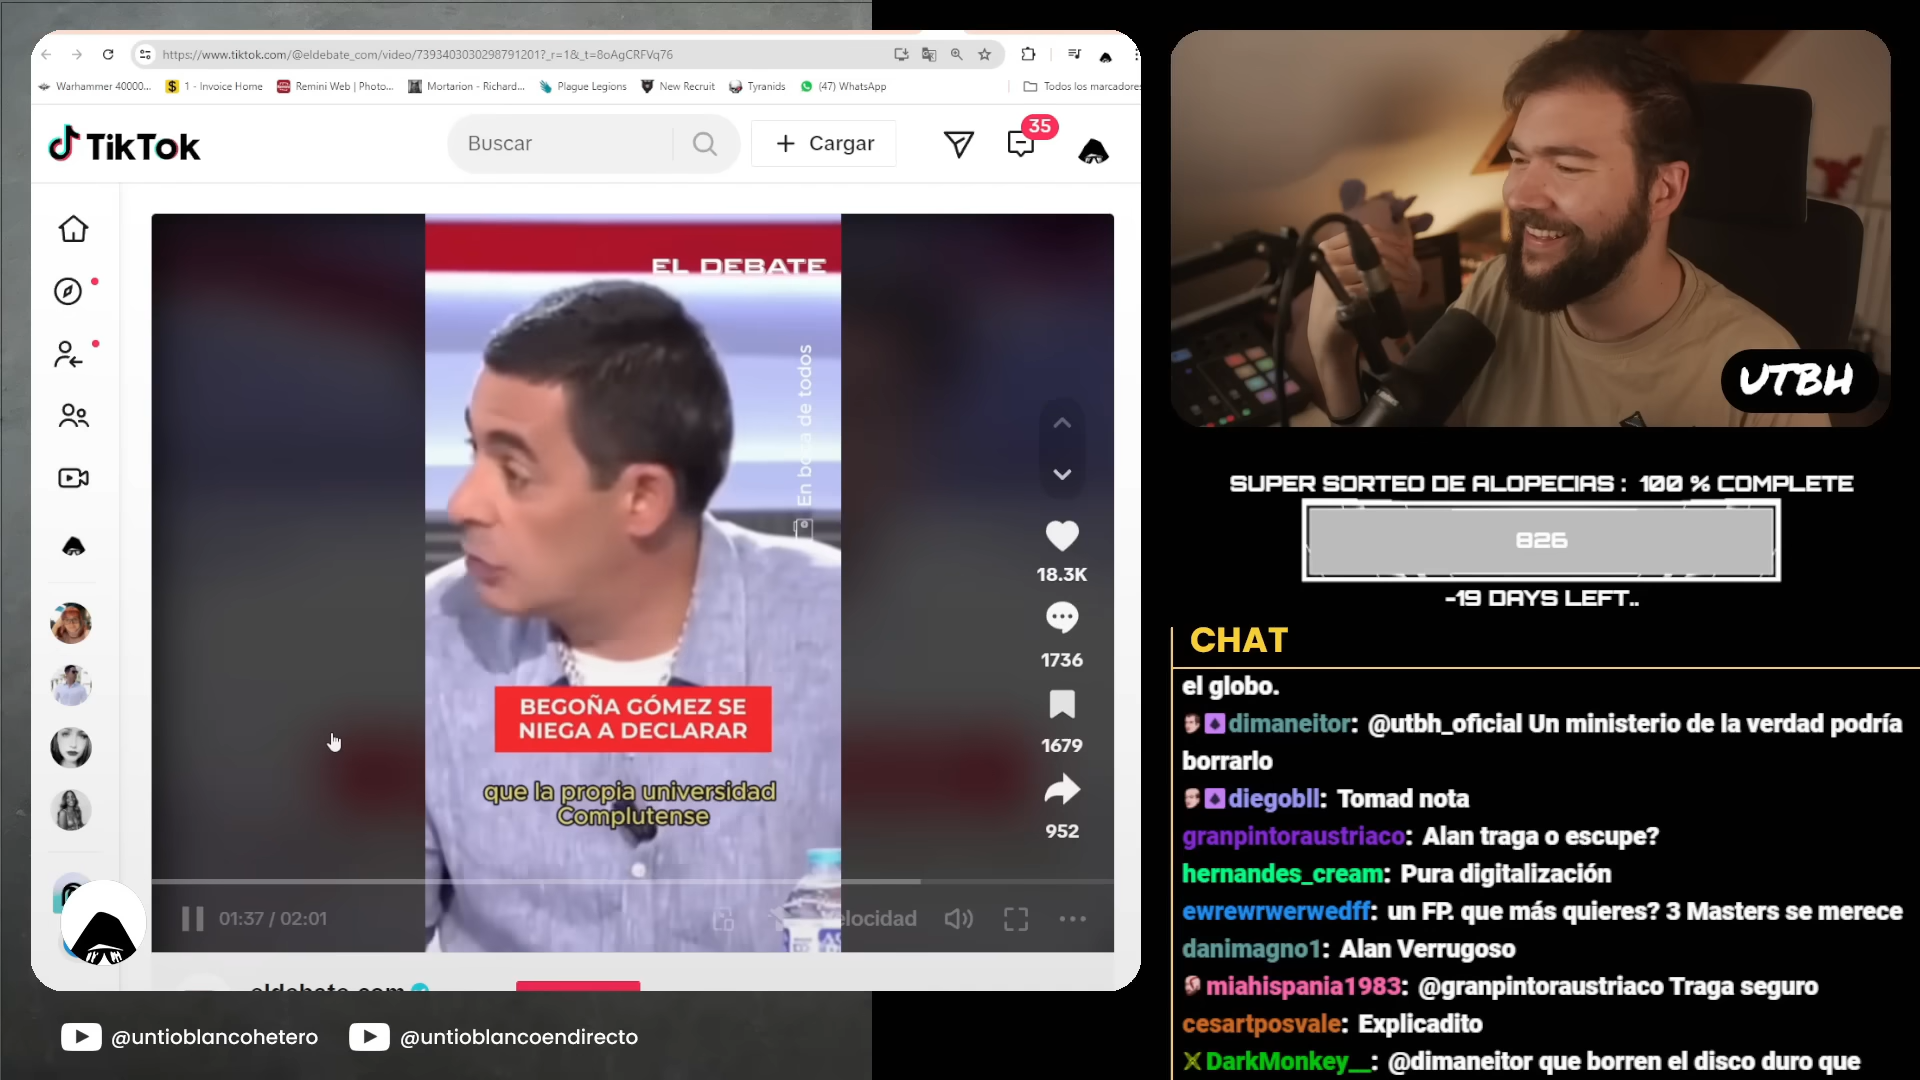 https://www.tiktok.com/@eldebate_com/video/7393403030298791201?_r=1&_t=8oAgCRFVq76
Warhammer 40000...
1 - Invoice Home
Remini Web | Photo...
Mortarion - Richard...
Plague Legions
New Recruit
Tyranids
(47) WhatsApp
Todos los marcadores
TikTok
Buscar
Cargar
35
EL DEBATE
En boca de todos
BEGOÑA GÓMEZ SE
NIEGA A DECLARAR
que la propia universidad
Complutense
18.3K
1736
1679
952
01:37 / 02:01
elocidad
eldebate.com
@untioblancohetero
@untioblancoendirecto
UTBH
SUPER SORTEO DE ALOPECIAS : 100 % COMPLETE
826
-19 DAYS LEFT..
CHAT
el globo.
dimaneitor: @utbh_oficial Un ministerio de la verdad podría
borrarlo
diegobll: Tomad nota
granpintoraustriaco: Alan traga o escupe?
hernandes_cream: Pura digitalización
ewrewrwerwedff: un FP. que más quieres? 3 Masters se merece
danimagno1: Alan Verrugoso
miahispania1983: @granpintoraustriaco Traga seguro
cesartposvale: Explicadito
DarkMonkey__: @dimaneitor que borren el disco duro que